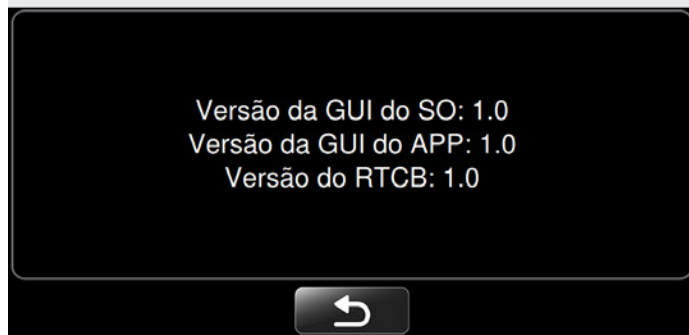 Versão da GUI do SO: 1.0
Versão da GUI do APP: 1.0
Versão do RTCB: 1.0